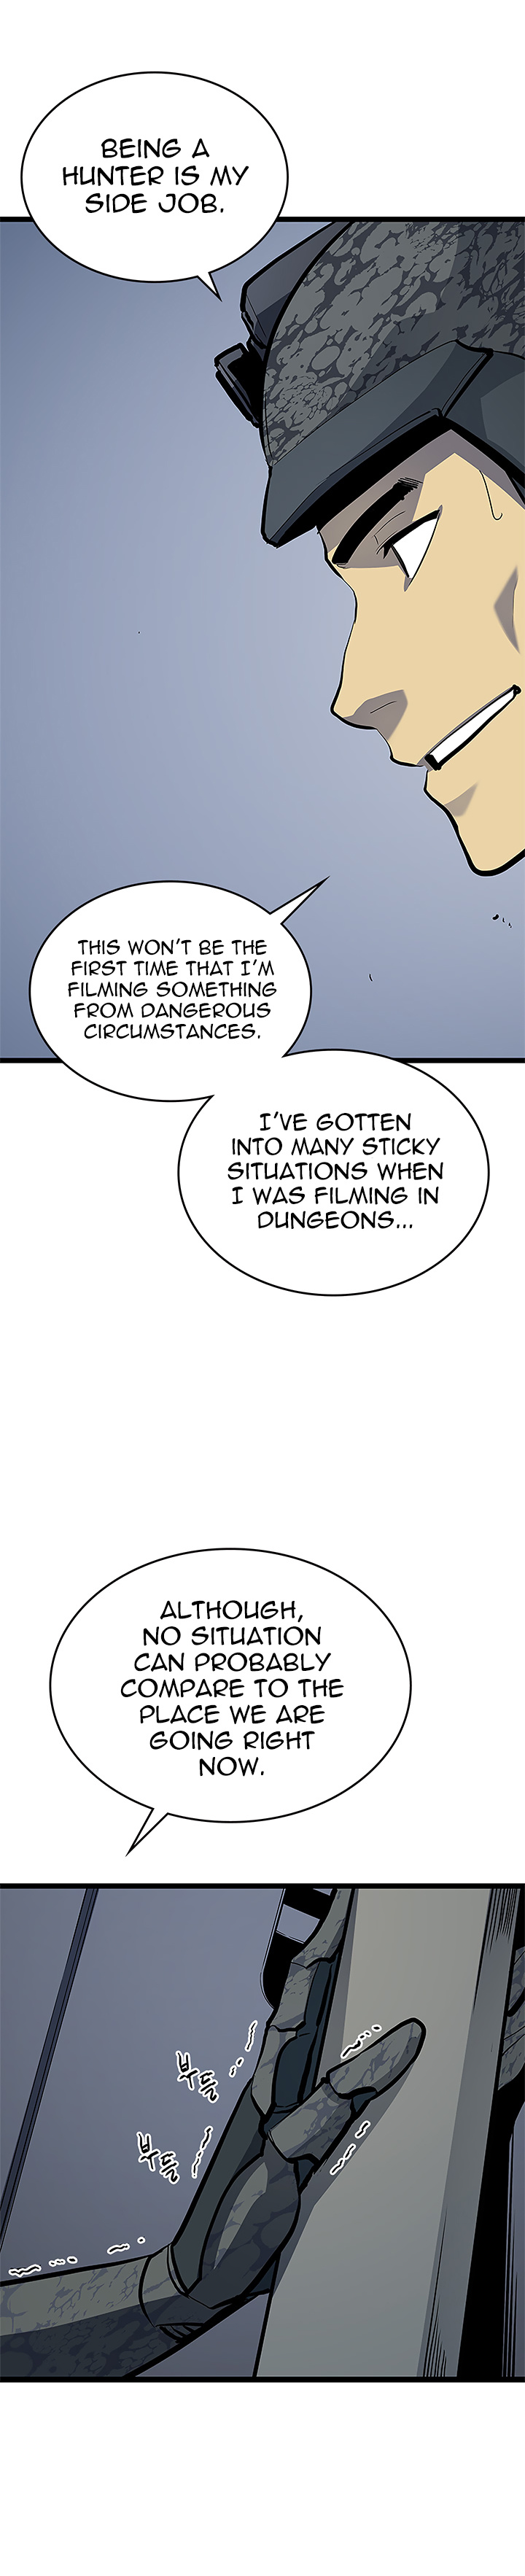 BEING A
HUNTER IS MY
SIDE JOB.
THIS WON'T BE THE
FIRST TIME THAT I'M
FILMING SOMETHING
FROM DANGEROUS
CIRCUMSTANCES.
I'VE GOTTEN
INTO MANY STICKY
SITUATIONS WHEN
I WAS FILMING IN
DUNGEONS...
ALTHOUGH,
NO SITUATION
CAN PROBABLY
COMPARE TO THE
PLACE WE ARE
GOING RIGHT
NOW.
부들
부들